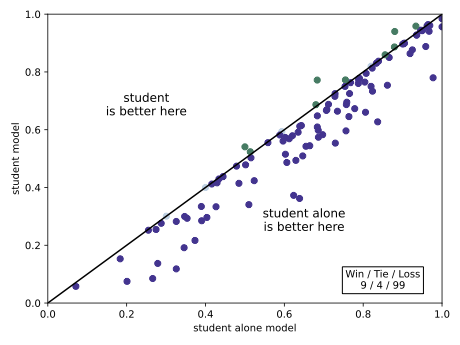 1.0
0.8
0.6
0.4
0.2
0.0
student model
student
is better here
student alone
is better here
Win / Tie / Loss
9 / 4 / 99
0.0 0.2 0.4 0.6 0.8 1.0
student alone model